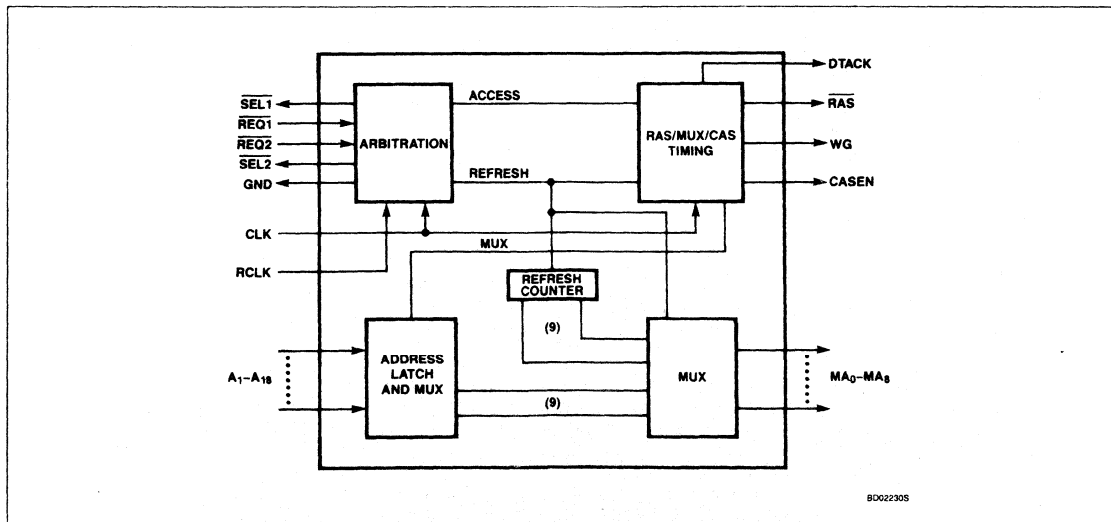 DTACK
SEL1
REQ1
REQ2
SEL2
GND
ARBITRATION
ACCESS
REFRESH
RAS/MUX/CAS
TIMING
RAS
WG
CASEN
CLK
RCLK
MUX
REFRESH
COUNTER
(9)
A1–A18
ADDRESS
LATCH
AND MUX
(9)
MUX
MA0–MA8
BD02230S